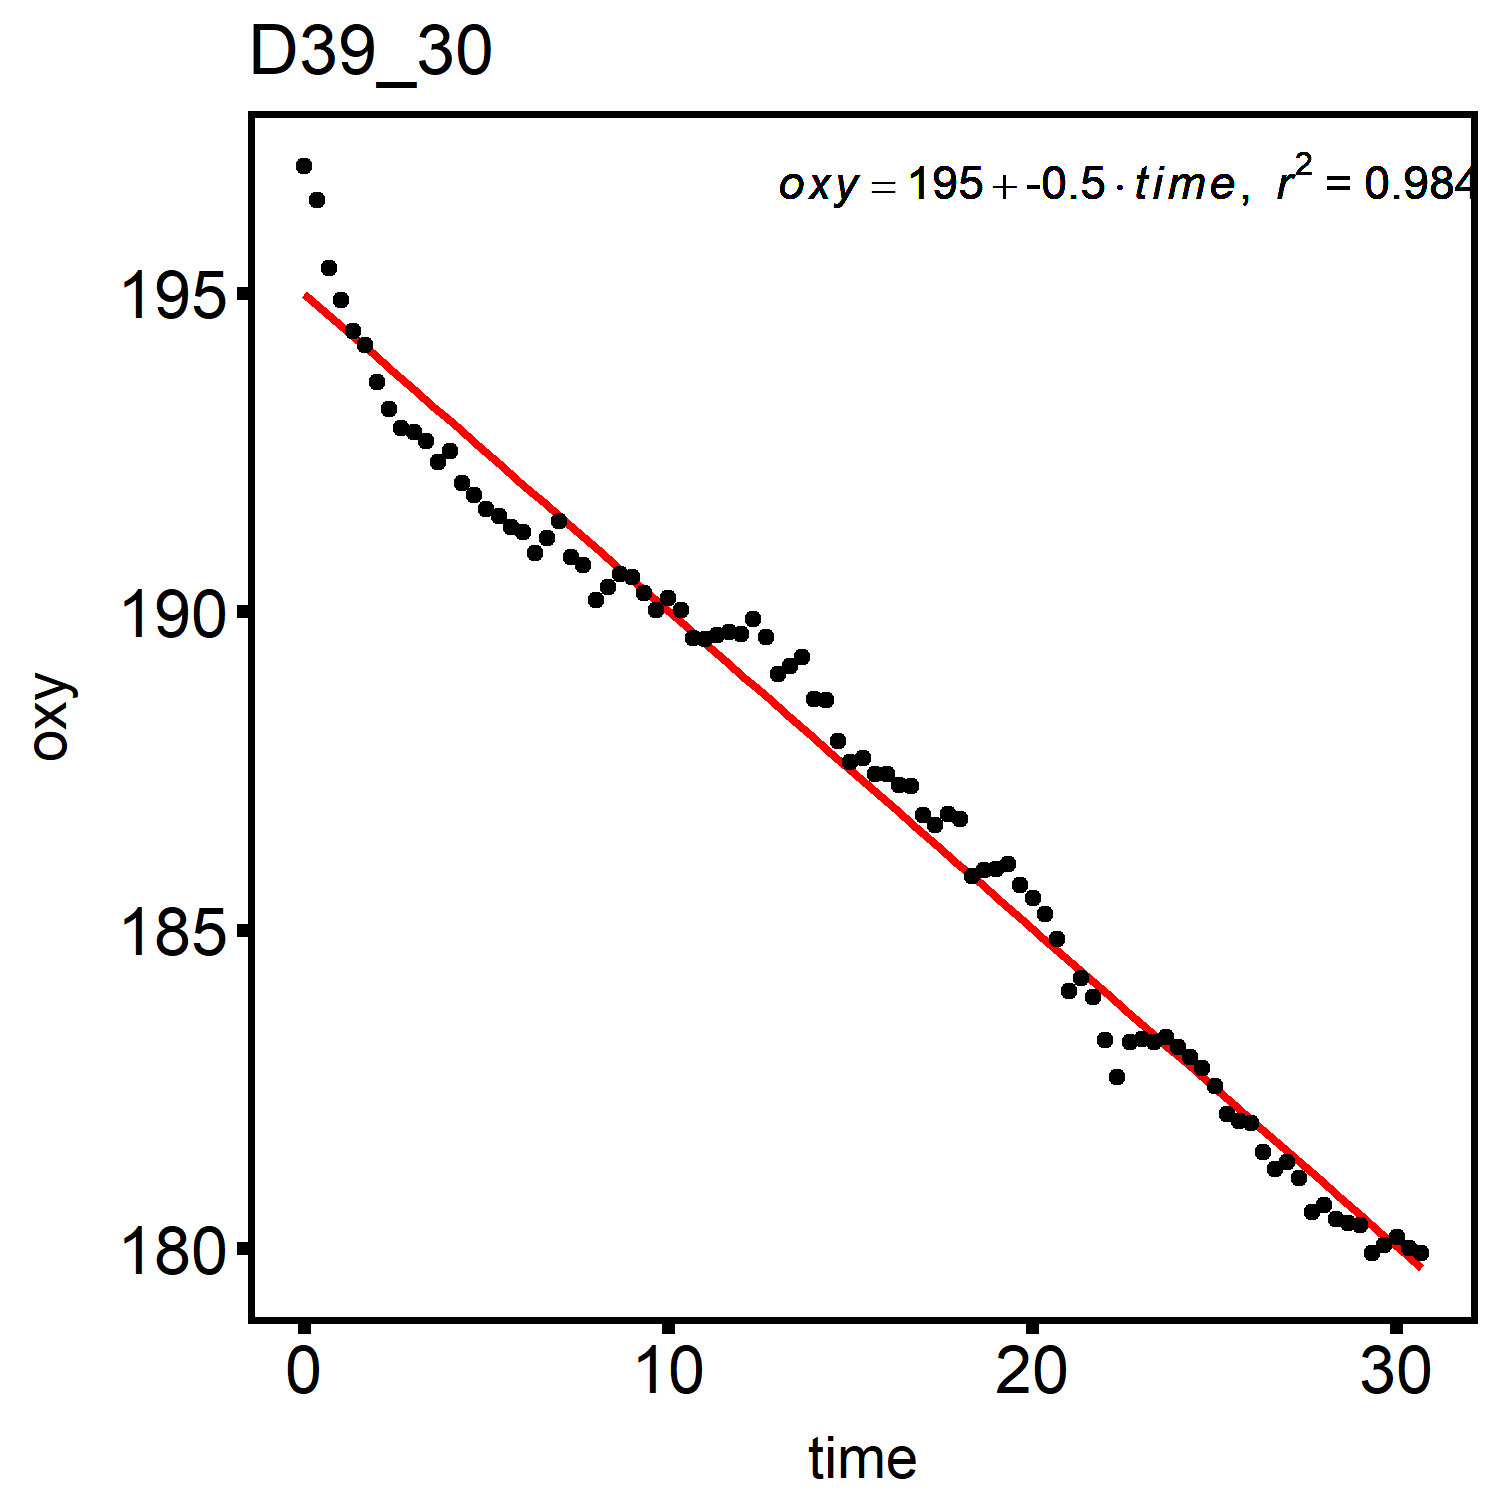 D39_30
oxy = 195 + -0.5 · time, r² = 0.984
195
190
185
180
oxy
0 10 20 30
time